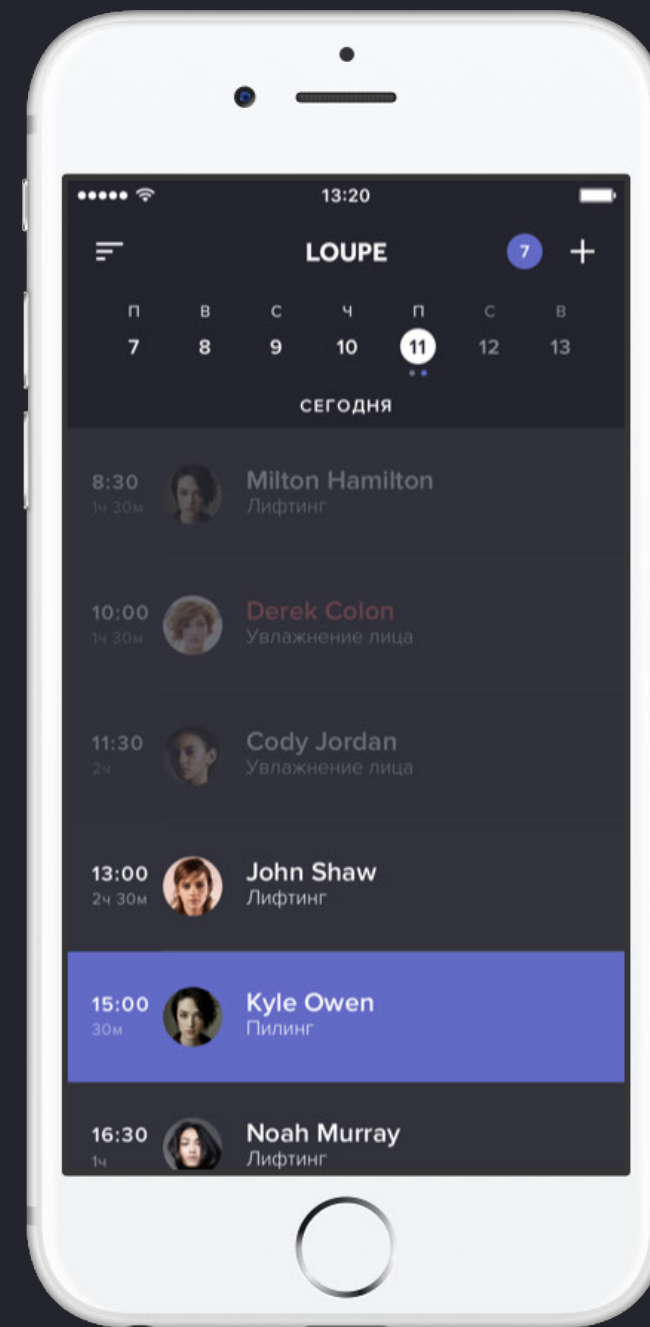 13:20
LOUPE 7
П В С Ч П С В
7 8 9 10 11 12 13
СЕГОДНЯ
8:30 Milton Hamilton
1ч 30м Лифтинг
10:00 Derek Colon
1ч 30м Увлажнение лица
11:30 Cody Jordan
2ч Увлажнение лица
13:00 John Shaw
2ч 30м Лифтинг
15:00 Kyle Owen
30м Пилинг
16:30 Noah Murray
1ч Лифтинг